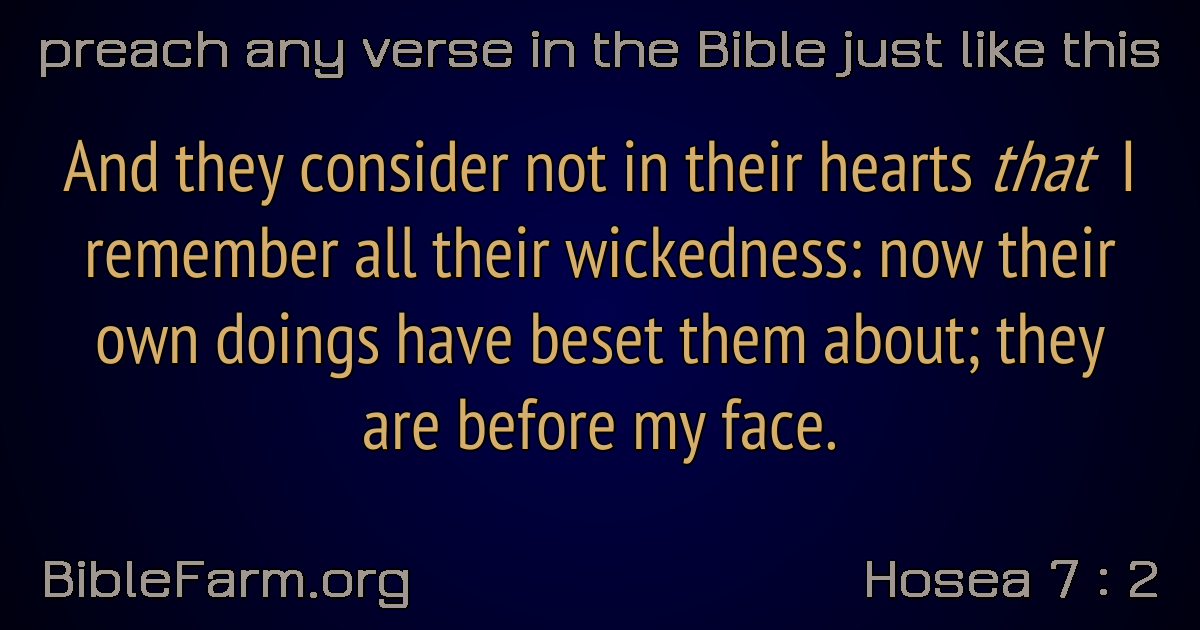 preach any verse in the Bible just like this
And they consider not in their hearts that I
remember all their wickedness: now their
own doings have beset them about; they
are before my face.
BibleFarm.org
Hosea 7 : 2